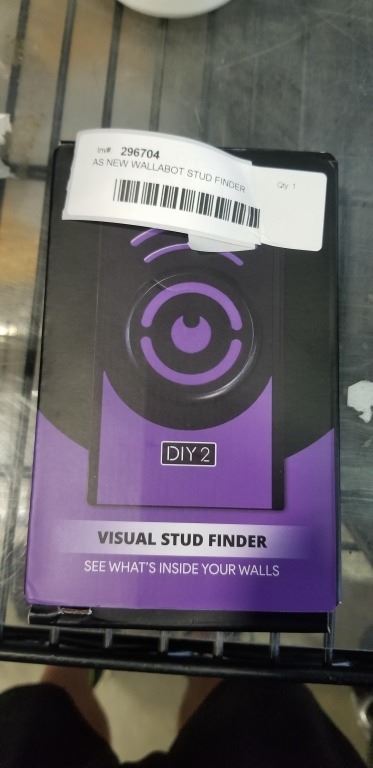 Inv# 296704
AS NEW WALLABOT STUD FINDER
Qty: 1
DIY 2
VISUAL STUD FINDER
SEE WHAT'S INSIDE YOUR WALLS